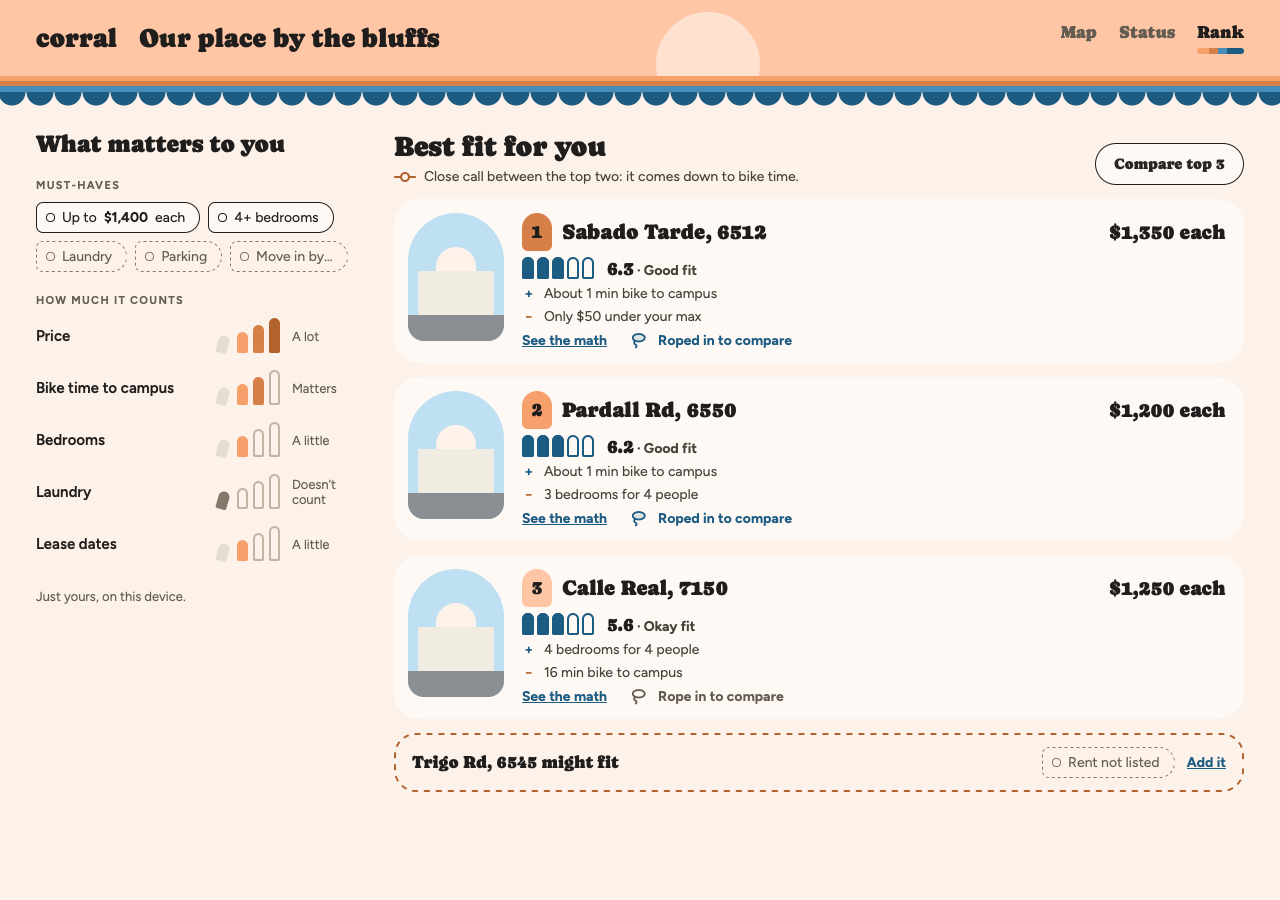 corral Our place by the bluffs
Map Status Rank
What matters to you
MUST-HAVES
Up to $1,400 each
4+ bedrooms
Laundry
Parking
Move in by...
HOW MUCH IT COUNTS
Price A lot
Bike time to campus Matters
Bedrooms A little
Laundry Doesn't
count
Lease dates A little
Just yours, on this device.
Best fit for you
Close call between the top two: it comes down to bike time.
Compare top 3
1 Sabado Tarde, 6512 $1,350 each
6.3 · Good fit
+ About 1 min bike to campus
− Only $50 under your max
See the math Roped in to compare
2 Pardall Rd, 6550 $1,200 each
6.2 · Good fit
+ About 1 min bike to campus
− 3 bedrooms for 4 people
See the math Roped in to compare
3 Calle Real, 7150 $1,250 each
5.6 · Okay fit
+ 4 bedrooms for 4 people
− 16 min bike to campus
See the math Rope in to compare
Trigo Rd, 6545 might fit Rent not listed Add it